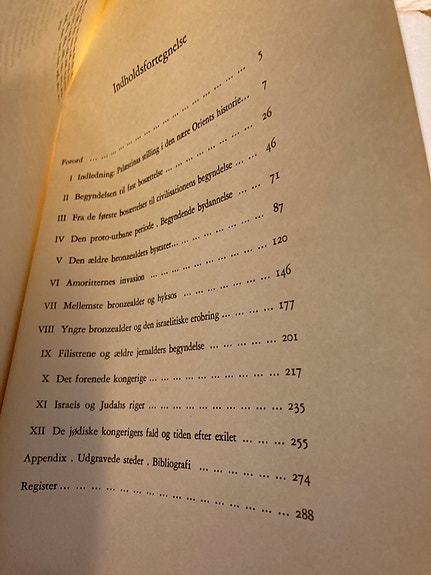 Indholdsfortegnelse
Forord ... ... ... ... ... ... ... ... ... ... ... 5
I Indledning: Palæstinas stilling i den nære Orients historie... 7
II Begyndelsen til fast bosættelse ... ... ... ... ... ... 26
III Fra de første bosættelser til civilisationens begyndelse ... 46
IV Den proto-urbane periode . Begyndende bydannelse ... 71
V Den ældre bronzealders bystater... ... ... ... ... ... 87
VI Amoritternes invasion ... ... ... ... ... ... ... 120
VII Mellemste bronzealder og hyksos ... ... ... ... ... 146
VIII Yngre bronzealder og den israelitiske erobring ... ... ... 177
IX Filistrene og ældre jernalders begyndelse ... ... ... ... 201
X Det forenede kongerige ... ... ... ... ... ... ... ... 217
XI Israels og Judahs riger ... ... ... ... ... ... ... ... 235
XII De jødiske kongerigers fald og tiden efter exilet ... ... ... 255
Appendix . Udgravede steder . Bibliografi ... ... ... ... ... 274
Register ... ... ... ... ... ... ... ... ... ... ... ... 288